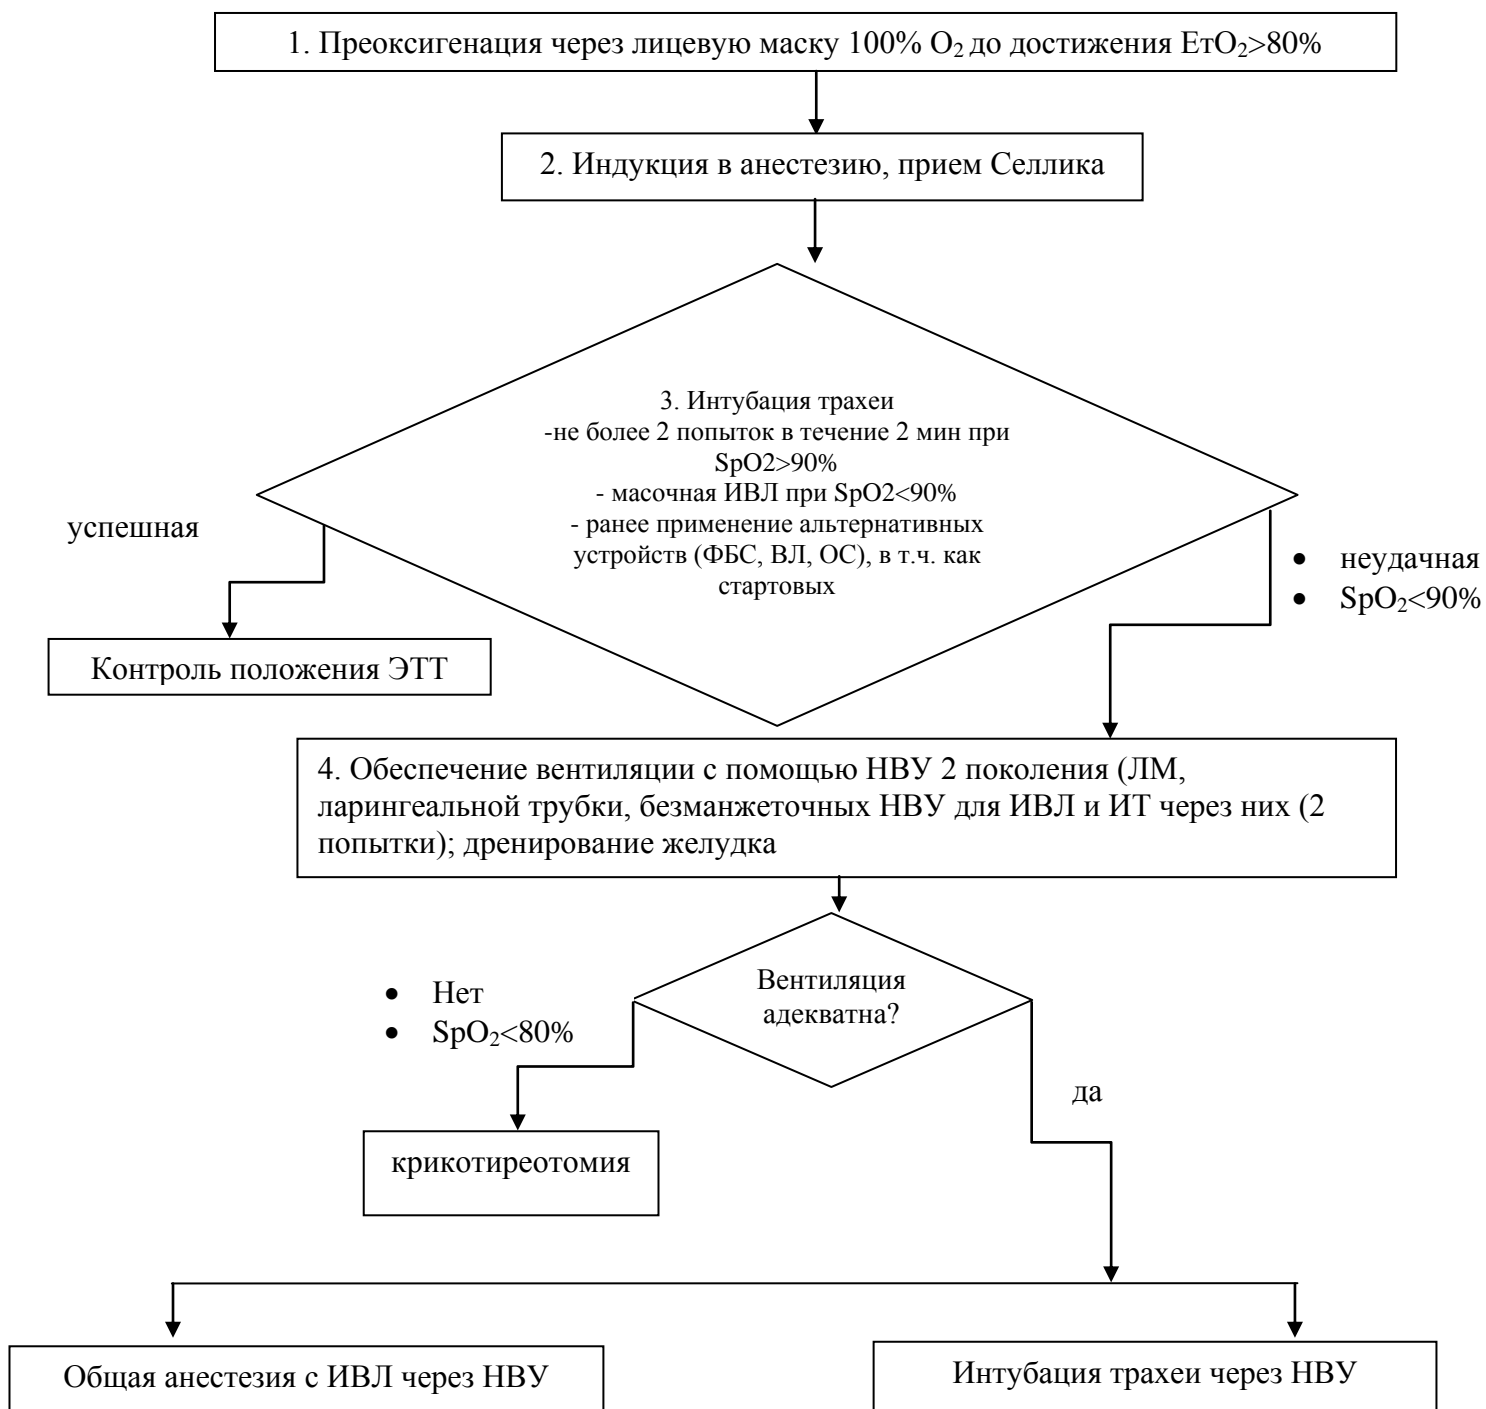 1. Преоксигенация через лицевую маску 100% O₂ до достижения EтO₂>80%
2. Индукция в анестезию, прием Селлика
3. Интубация трахеи
-не более 2 попыток в течение 2 мин при
SpO2>90%
- масочная ИВЛ при SpO2<90%
- ранее применение альтернативных
устройств (ФБС, ВЛ, ОС), в т.ч. как
стартовых
успешная
• неудачная
• SpO₂<90%
Контроль положения ЭТТ
4. Обеспечение вентиляции с помощью НВУ 2 поколения (ЛМ,
ларингеальной трубки, безманжеточных НВУ для ИВЛ и ИТ через них (2
попытки); дренирование желудка
Вентиляция
адекватна?
• Нет
• SpO₂<80%
да
крикотиреотомия
Общая анестезия с ИВЛ через НВУ
Интубация трахеи через НВУ